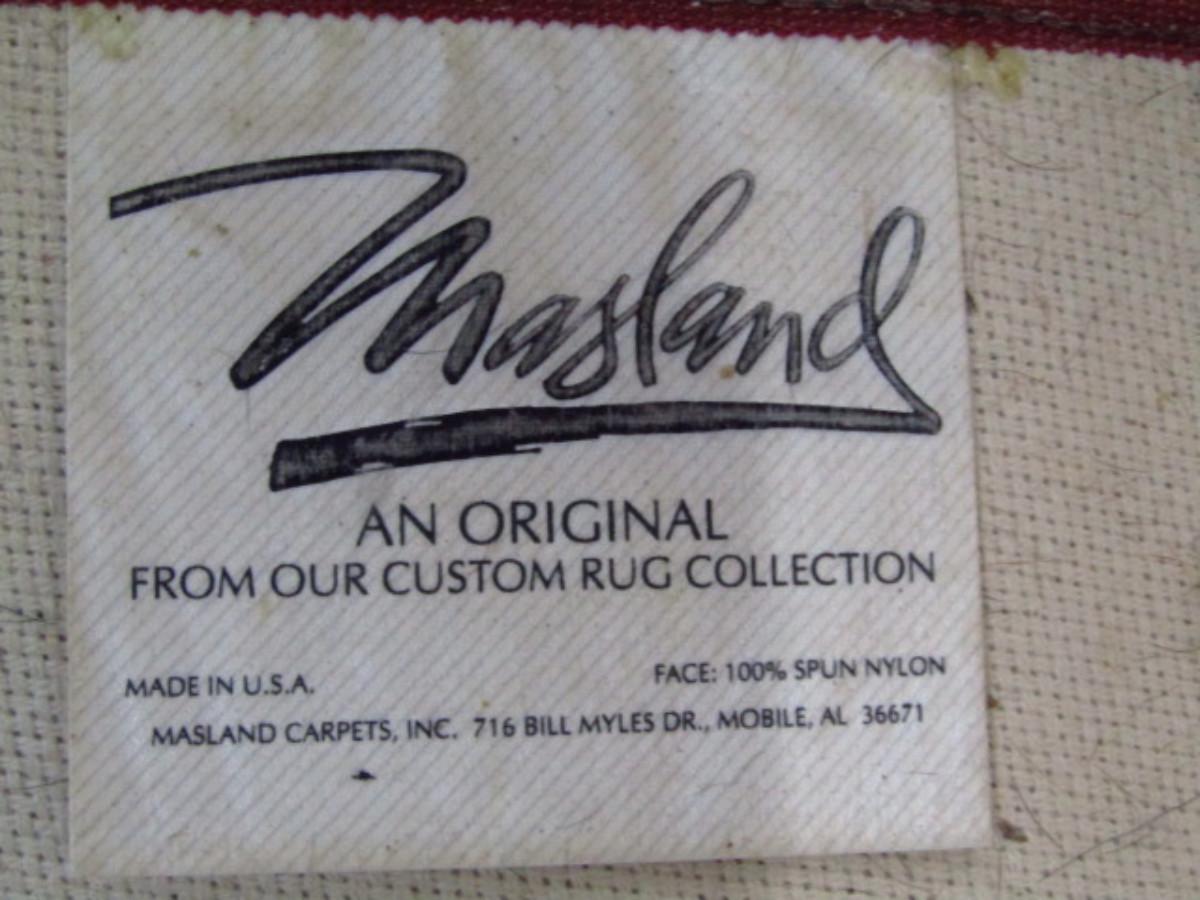 Masland
AN ORIGINAL
FROM OUR CUSTOM RUG COLLECTION
MADE IN U.S.A.
FACE: 100% SPUN NYLON
MASLAND CARPETS, INC. 716 BILL MYLES DR., MOBILE, AL 36671